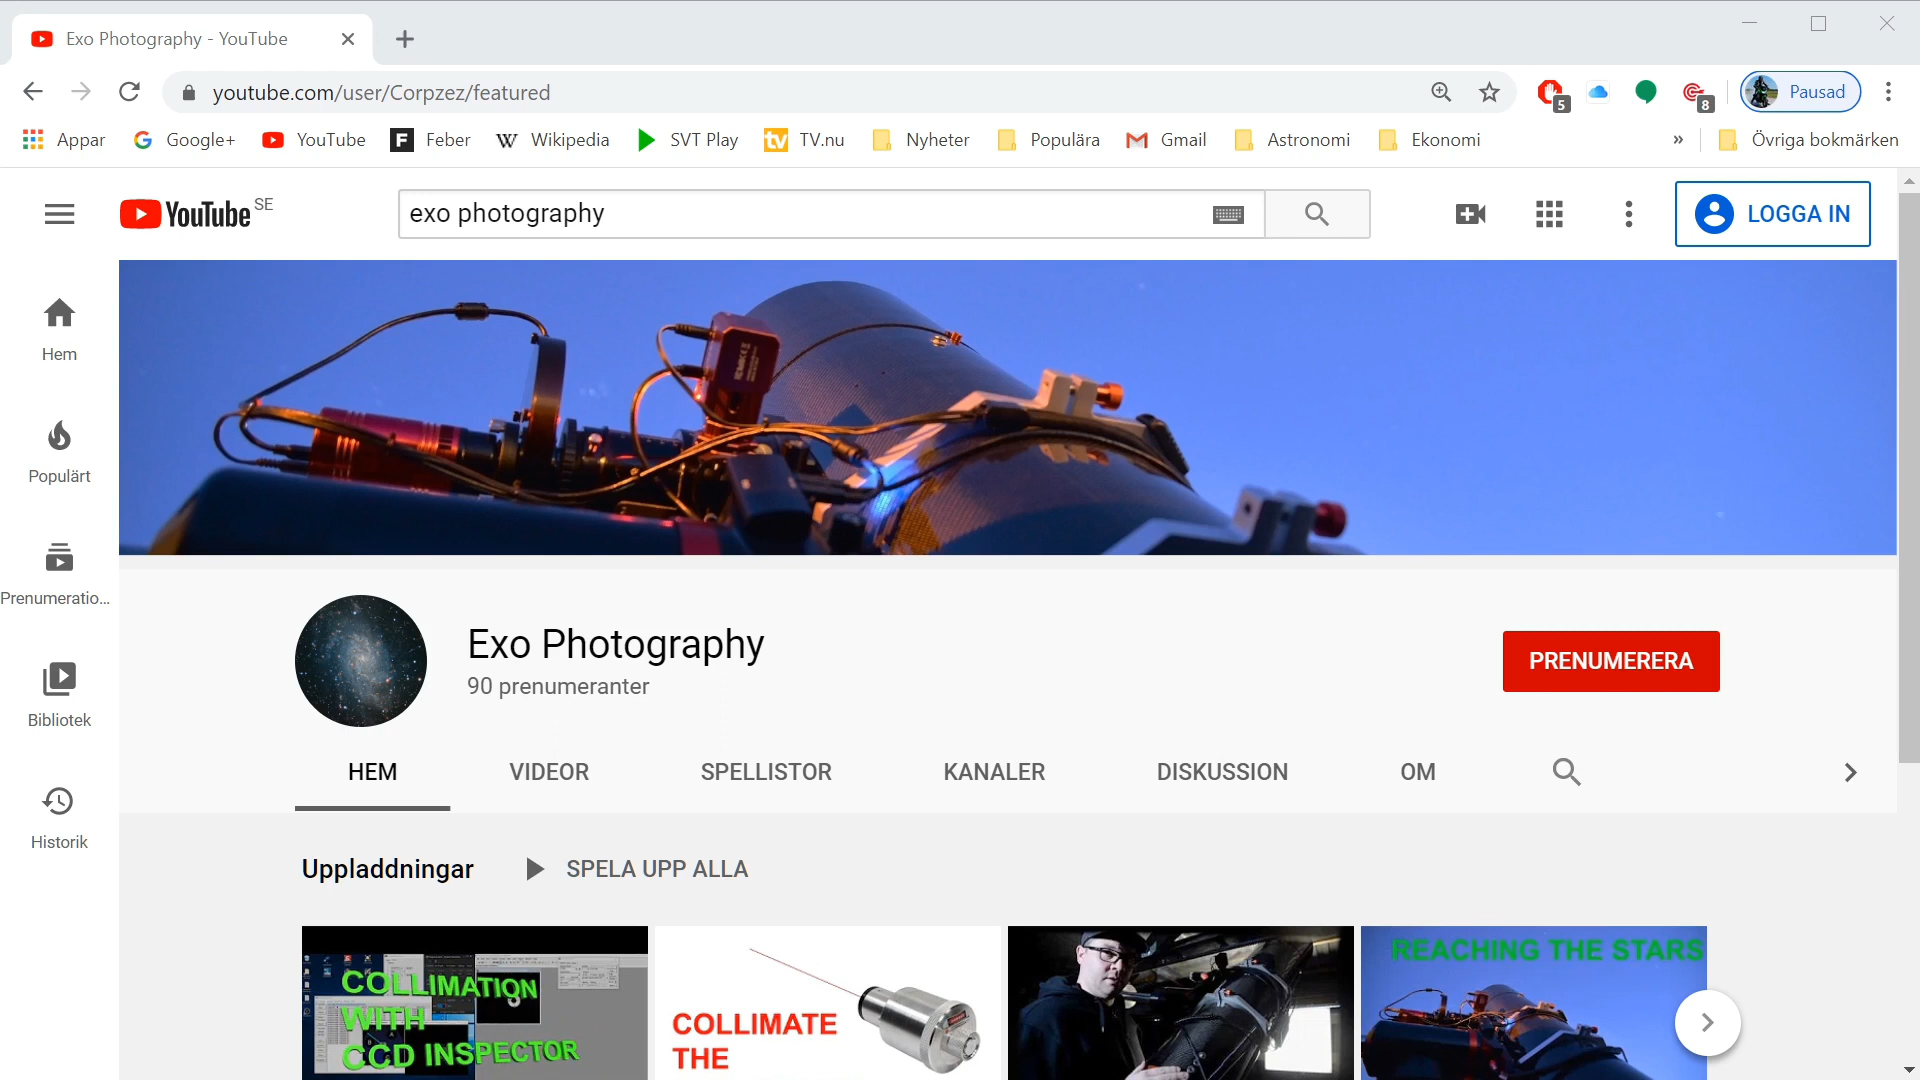 Exo Photography - YouTube
youtube.com/user/Corpzez/featured
5
8
Pausad
Appar
Google+
YouTube
Feber
Wikipedia
SVT Play
TV.nu
Nyheter
Populära
Gmail
Astronomi
Ekonomi
Övriga bokmärken
YouTube SE
exo photography
LOGGA IN
Hem
Populärt
Prenumeratio...
Bibliotek
Historik
Exo Photography
90 prenumeranter
PRENUMERERA
HEM
VIDEOR
SPELLISTOR
KANALER
DISKUSSION
OM
Uppladdningar
SPELA UPP ALLA
COLLIMATION
WITH
CCD INSPECTOR
COLLIMATE
THE
REACHING THE STARS